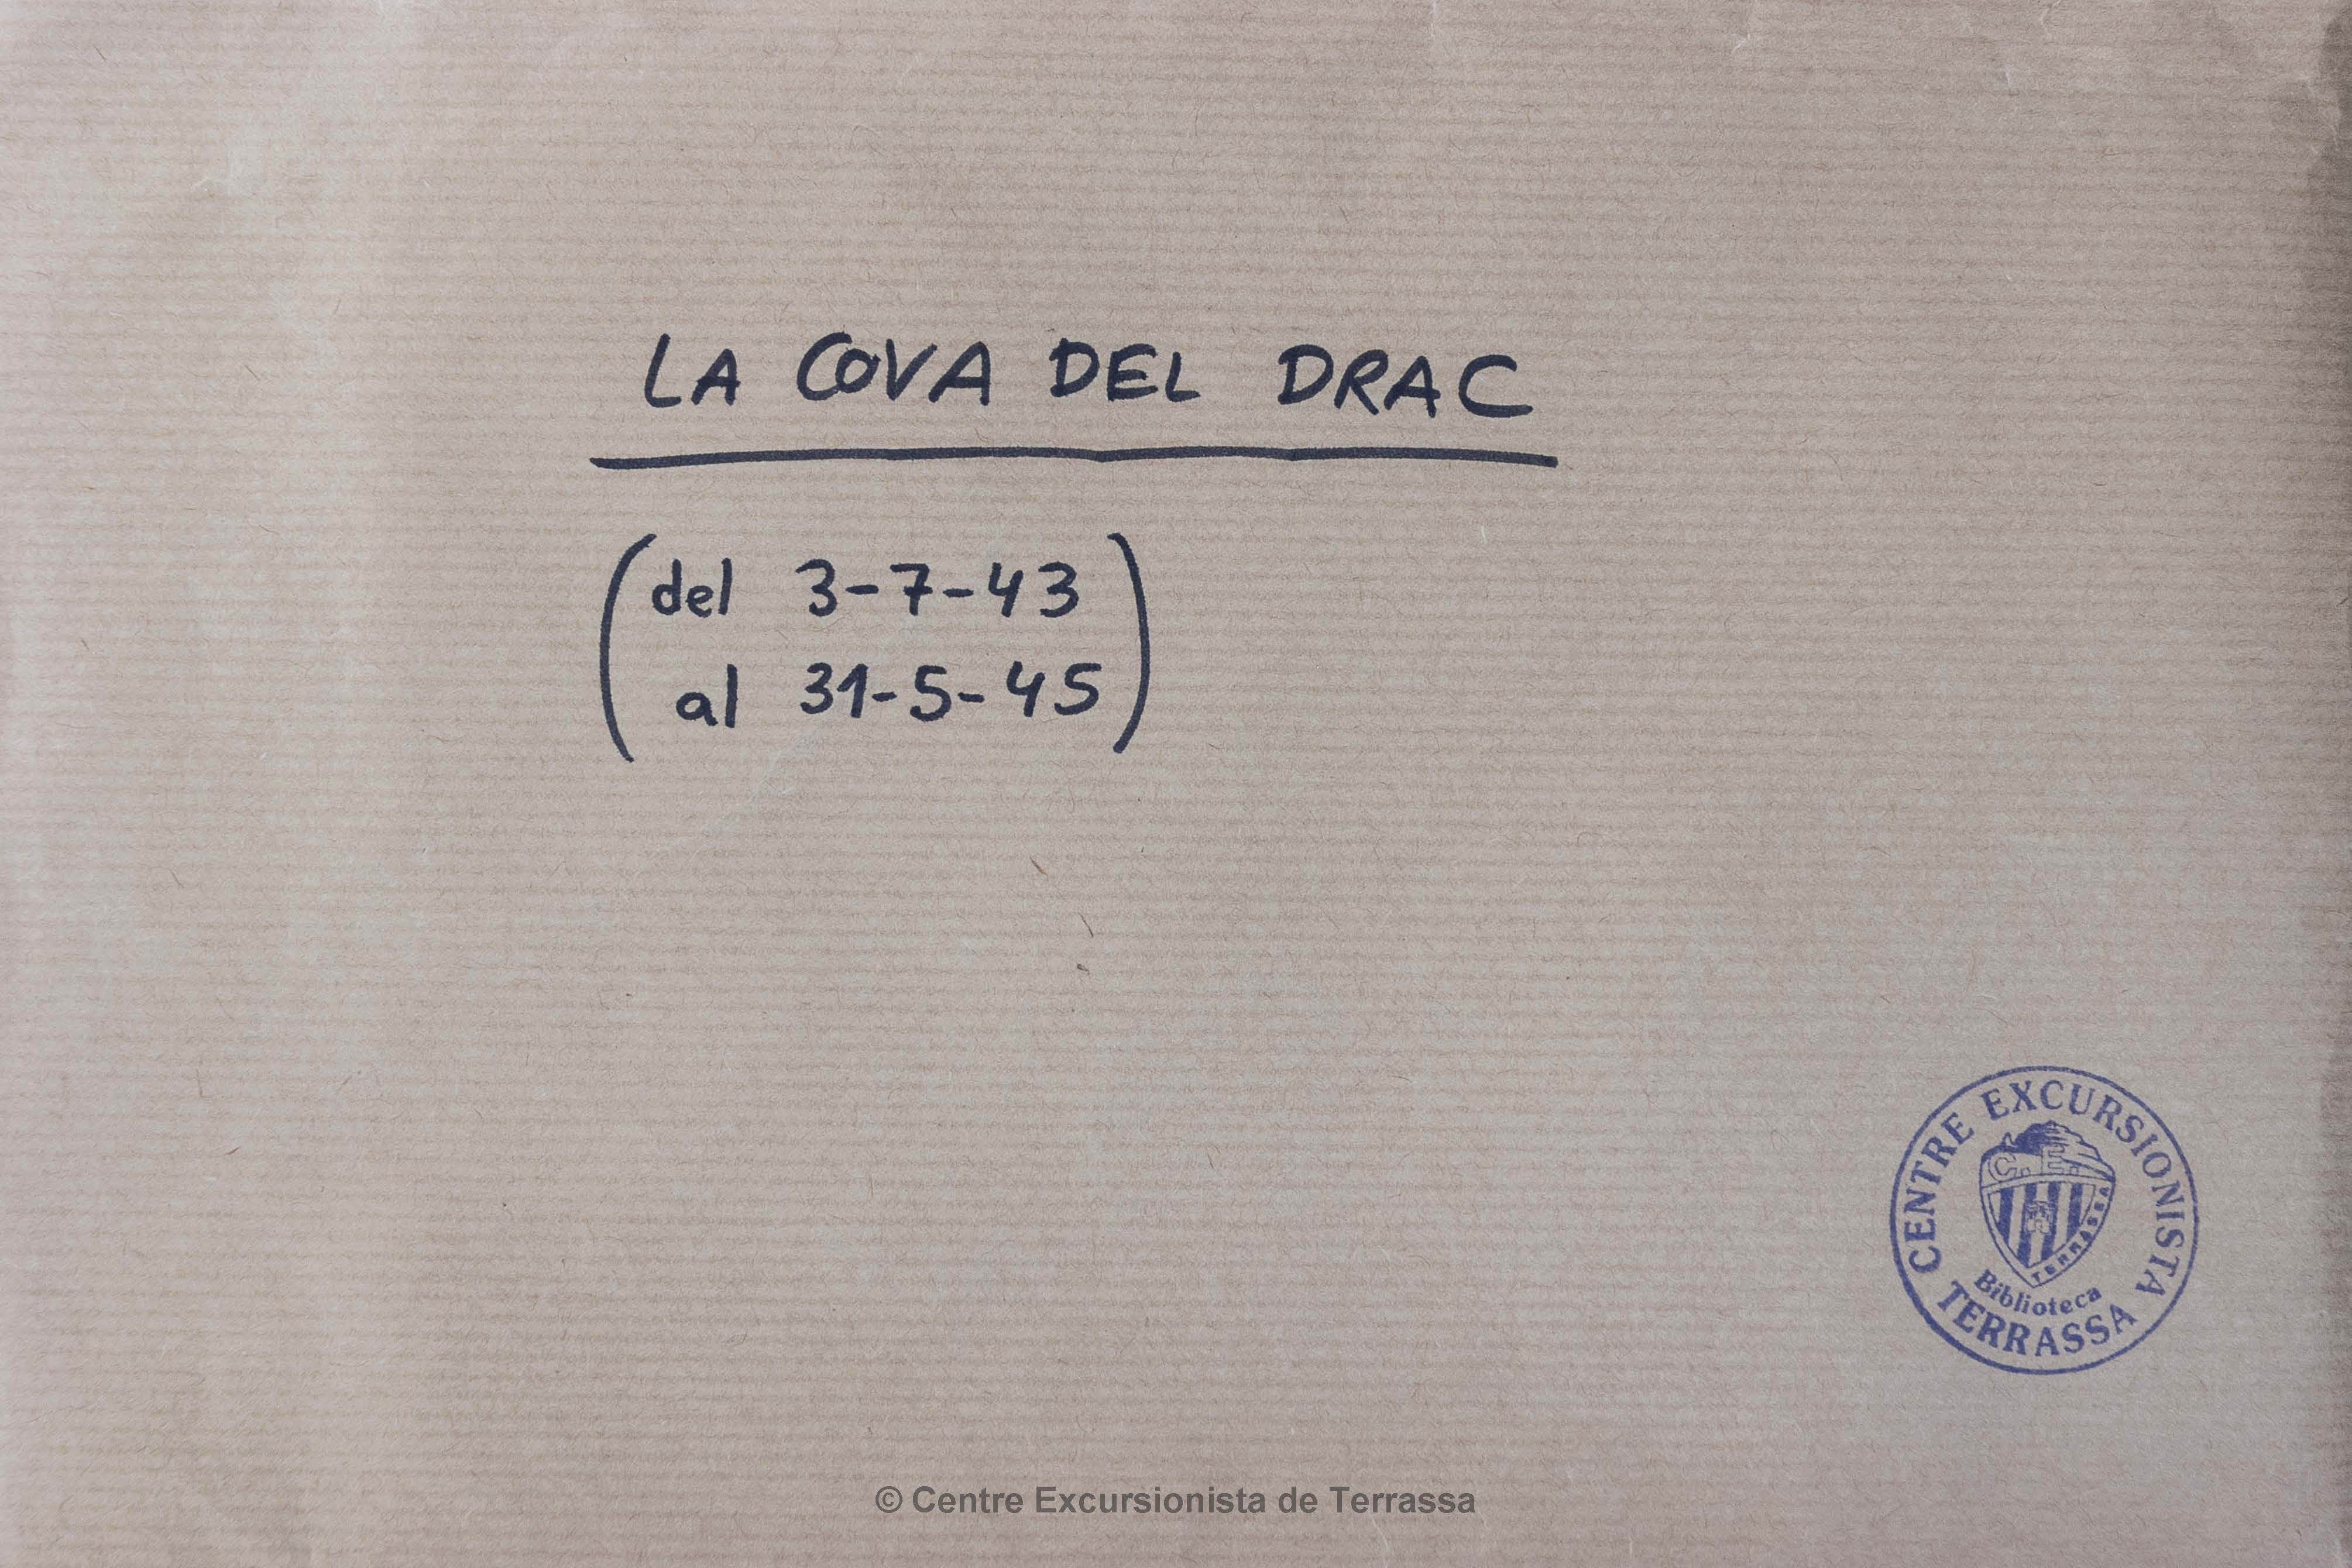 LA COVA DEL DRAC
(del 3-7-43
al 31-5-45)
CENTRE EXCURSIONISTA
C. E.
TERRASSA
Biblioteca
TERRASSA
© Centre Excursionista de Terrassa